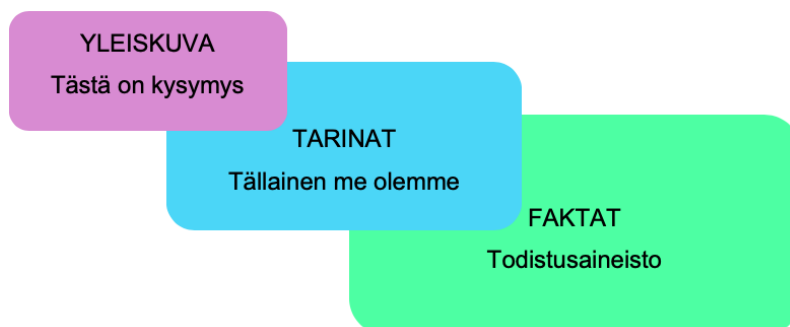 YLEISKUVA
Tästä on kysymys
TARINAT
Tällainen me olemme
FAKTAT
Todistusaineisto